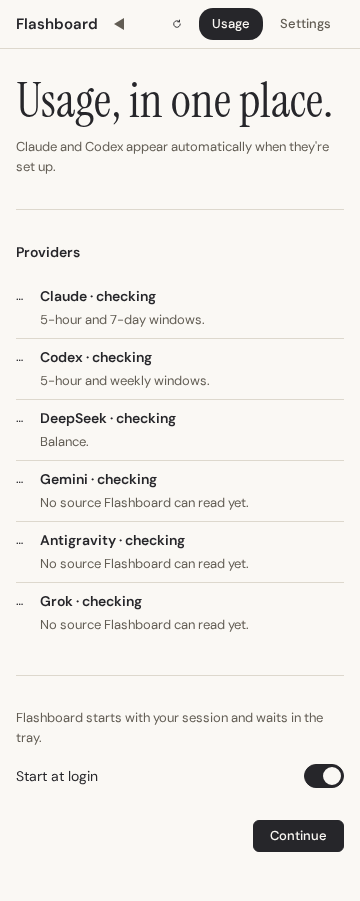 Flashboard
Usage
Settings
Usage, in one place.
Claude and Codex appear automatically when they're
set up.
Providers
... Claude · checking
5-hour and 7-day windows.
... Codex · checking
5-hour and weekly windows.
... DeepSeek · checking
Balance.
... Gemini · checking
No source Flashboard can read yet.
... Antigravity · checking
No source Flashboard can read yet.
... Grok · checking
No source Flashboard can read yet.
Flashboard starts with your session and waits in the
tray.
Start at login
Continue